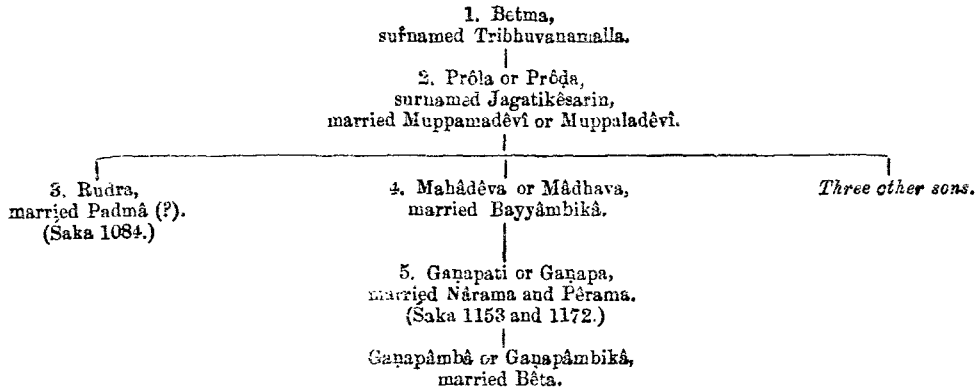 1. Betma,
surnamed Tribhuvanamalla.
2. Prôla or Prôḍa,
surnamed Jagatikêsarin,
married Muppamadêvî or Muppaladêvî.
3. Rudra,
married Padmâ (?).
(Śaka 1084.)
4. Mahâdêva or Mâdhava,
married Bayyâmbikâ.
Three other sons.
5. Gaṇapati or Gaṇapa,
married Nârama and Pêrama.
(Śaka 1153 and 1172.)
Gaṇapâmbâ or Gaṇapâmbikâ,
married Bêta.